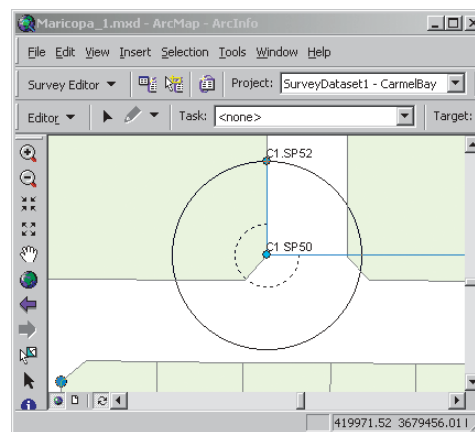 Maricopa_1.mxd - ArcMap - ArcInfo
File Edit View Insert Selection Tools Window Help
Survey Editor Project: SurveyDataset1 - CarmelBay
Editor Task: <none> Target:
C1.SP52
C1 SP50
419971.52 3679456.01